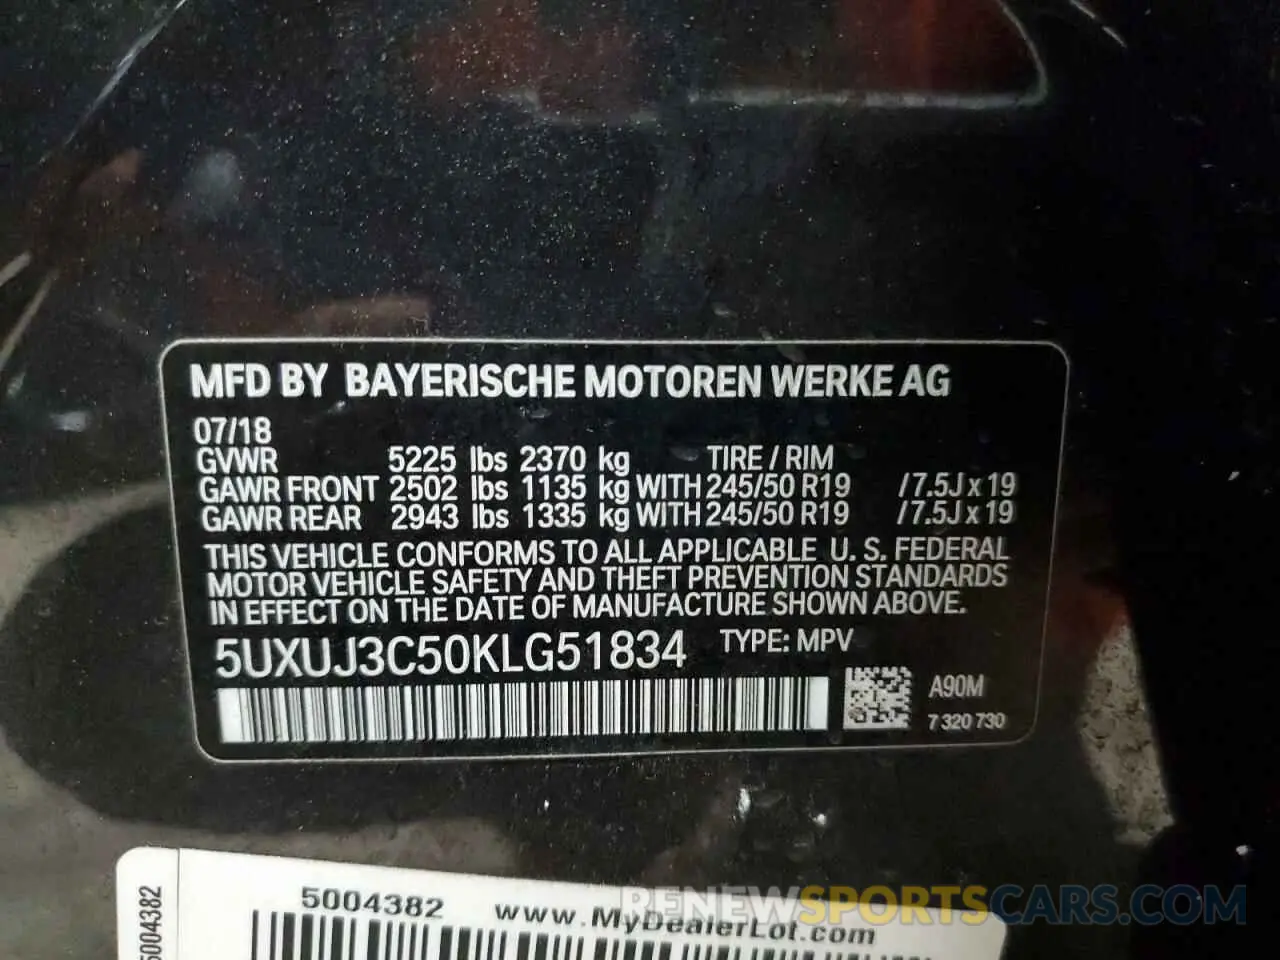 MFD BY BAYERISCHE MOTOREN WERKE AG
07/18
GVWR 5225 lbs 2370 kg TIRE / RIM
GAWR FRONT 2502 lbs 1135 kg WITH 245/50 R19 /7.5J x 19
GAWR REAR 2943 lbs 1335 kg WITH 245/50 R19 /7.5J x 19
THIS VEHICLE CONFORMS TO ALL APPLICABLE U. S. FEDERAL
MOTOR VEHICLE SAFETY AND THEFT PREVENTION STANDARDS
IN EFFECT ON THE DATE OF MANUFACTURE SHOWN ABOVE.
5UXUJ3C50KLG51834 TYPE: MPV
A90M
7 320 730
5004382 www.MyDealerLot.com
5004382
RENEWSPORTSCARS.COM